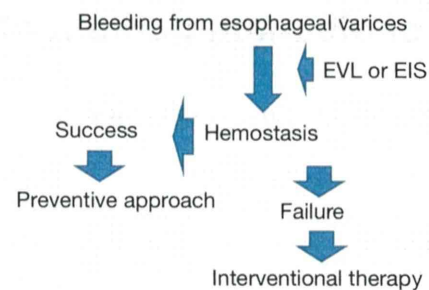 Bleeding from esophageal varices
EVL or EIS
Success
Hemostasis
Preventive approach
Failure
Interventional therapy